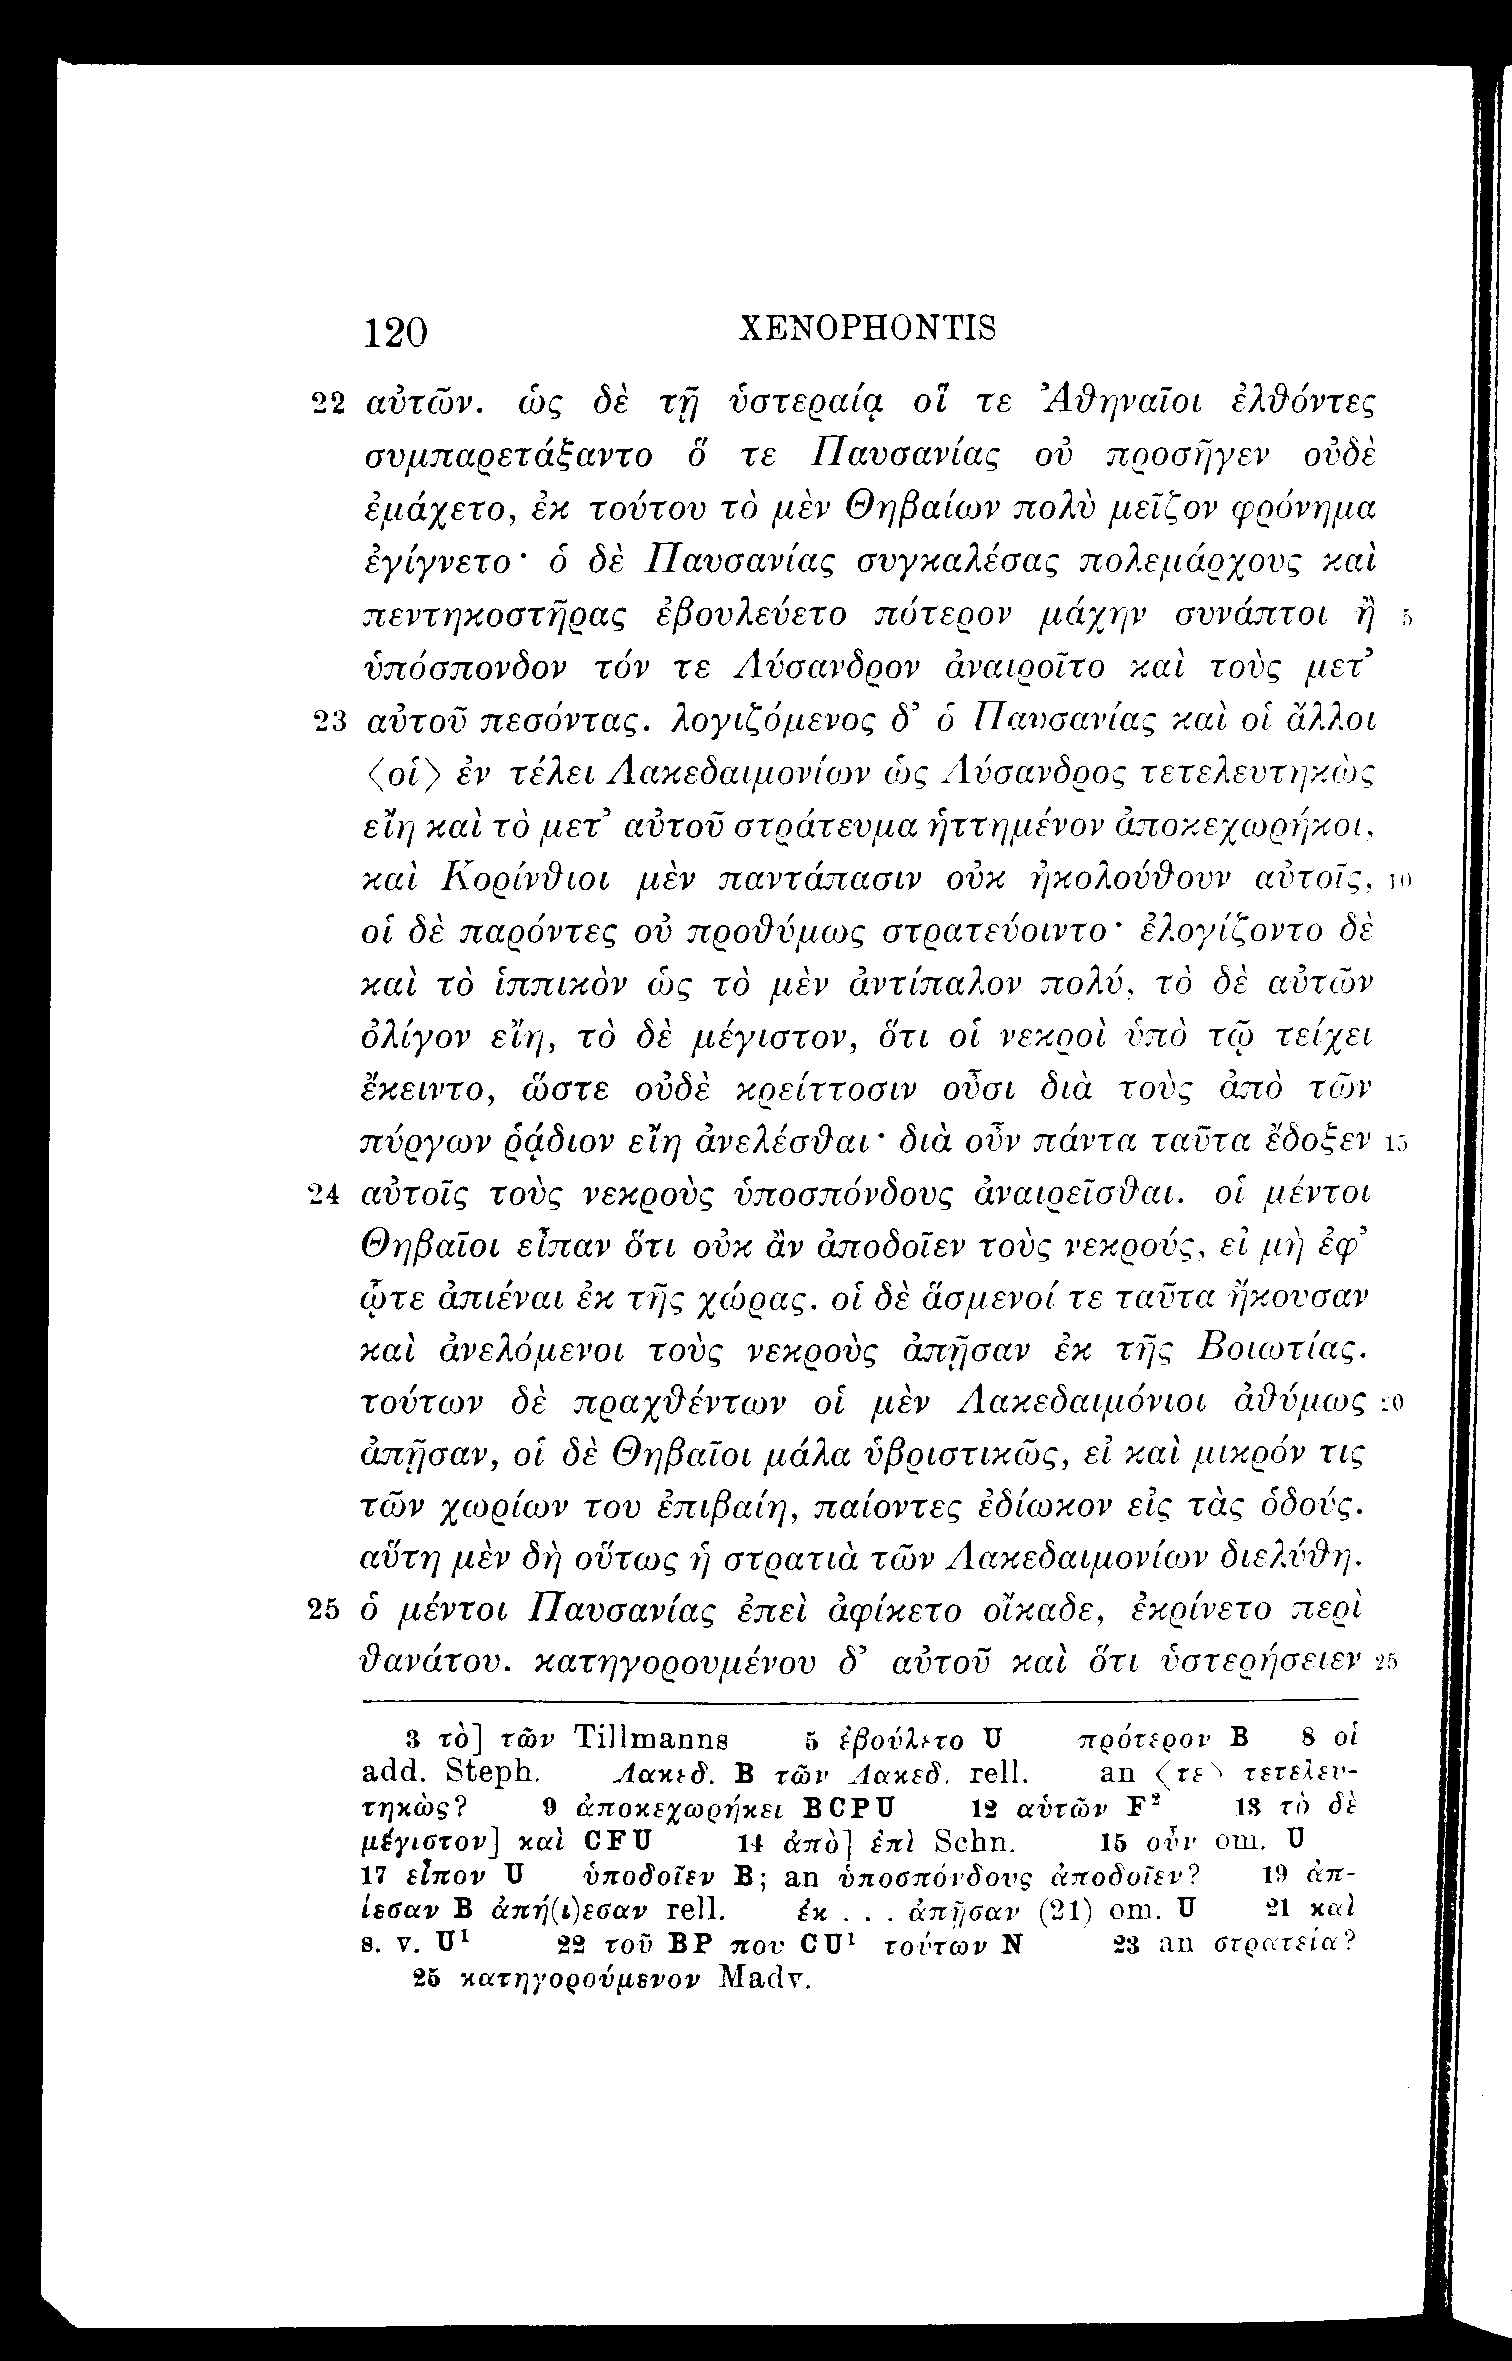 120 XENOPHONTIS
22 αὐτῶν. ὡς δὲ τῇ ὑστεραίᾳ οἵ τε Ἀθηναῖοι ἐλθόντες
συμπαρετάξαντο ὅ τε Παυσανίας οὐ προσῆγεν οὐδὲ
ἐμάχετο, ἐκ τούτου τὸ μὲν Θηβαίων πολὺ μεῖζον φρόνημα
ἐγίγνετο· ὁ δὲ Παυσανίας συγκαλέσας πολεμάρχους καὶ
πεντηκοστῆρας ἐβουλεύετο πότερον μάχην συνάπτοι ἢ 5
ὑπόσπονδον τόν τε Λύσανδρον ἀναιροῖτο καὶ τοὺς μετ’
23 αὐτοῦ πεσόντας. λογιζόμενος δ’ ὁ Παυσανίας καὶ οἱ ἄλλοι
〈οἱ〉 ἐν τέλει Λακεδαιμονίων ὡς Λύσανδρος τετελευτηκὼς
εἴη καὶ τὸ μετ’ αὐτοῦ στράτευμα ἡττημένον ἀποκεχωρήκοι,
καὶ Κορίνθιοι μὲν παντάπασιν οὐκ ἠκολούθουν αὐτοῖς, 10
οἱ δὲ παρόντες οὐ προθύμως στρατεύοιντο· ἐλογίζοντο δὲ
καὶ τὸ ἱππικὸν ὡς τὸ μὲν ἀντίπαλον πολύ, τὸ δὲ αὐτῶν
ὀλίγον εἴη, τὸ δὲ μέγιστον, ὅτι οἱ νεκροὶ ὑπὸ τῷ τείχει
ἔκειντο, ὥστε οὐδὲ κρείττοσιν οὖσι διὰ τοὺς ἀπὸ τῶν
πύργων ῥᾴδιον εἴη ἀνελέσθαι· διὰ οὖν πάντα ταῦτα ἔδοξεν 15
24 αὐτοῖς τοὺς νεκροὺς ὑποσπόνδους ἀναιρεῖσθαι. οἱ μέντοι
Θηβαῖοι εἶπαν ὅτι οὐκ ἂν ἀποδοῖεν τοὺς νεκρούς, εἰ μὴ ἐφ’
ᾧτε ἀπιέναι ἐκ τῆς χώρας. οἱ δὲ ἅσμενοί τε ταῦτα ἤκουσαν
καὶ ἀνελόμενοι τοὺς νεκροὺς ἀπῇσαν ἐκ τῆς Βοιωτίας.
τούτων δὲ πραχθέντων οἱ μὲν Λακεδαιμόνιοι ἀθύμως 20
ἀπῇσαν, οἱ δὲ Θηβαῖοι μάλα ὑβριστικῶς, εἰ καὶ μικρόν τις
τῶν χωρίων του ἐπιβαίη, παίοντες ἐδίωκον εἰς τὰς ὁδούς.
αὕτη μὲν δὴ οὕτως ἡ στρατιὰ τῶν Λακεδαιμονίων διελύθη.
25 ὁ μέντοι Παυσανίας ἐπεὶ ἀφίκετο οἴκαδε, ἐκρίνετο περὶ
θανάτου. κατηγορουμένου δ’ αὐτοῦ καὶ ὅτι ὑστερήσειεν 25
3 τὸ] τῶν Tillmanns 5 ἐβούλετο U πρότερον B 8 οἱ
add. Steph. Λακεδ. B τῶν Λακεδ. rell. an 〈τε〉 τετελευ-
τηκὼς? 9 ἀποκεχωρήκει BCPU 12 αὑτῶν F² 13 τὸ δὲ
μέγιστον] καὶ CFU 14 ἀπὸ] ἐπὶ Schn. 15 οὖν om. U
17 εἶπον U ὑποδοῖεν B; an ὑποσπόνδους ἀποδοῖεν? 19 ἀπ-
ίεσαν B ἀπή(ι)εσαν rell. ἐκ . . . ἀπῇσαν (21) om. U 21 καὶ
s. v. U¹ 22 τοῦ BP που CU¹ τούτων N 23 an στρατεία?
25 κατηγορούμενον Madv.